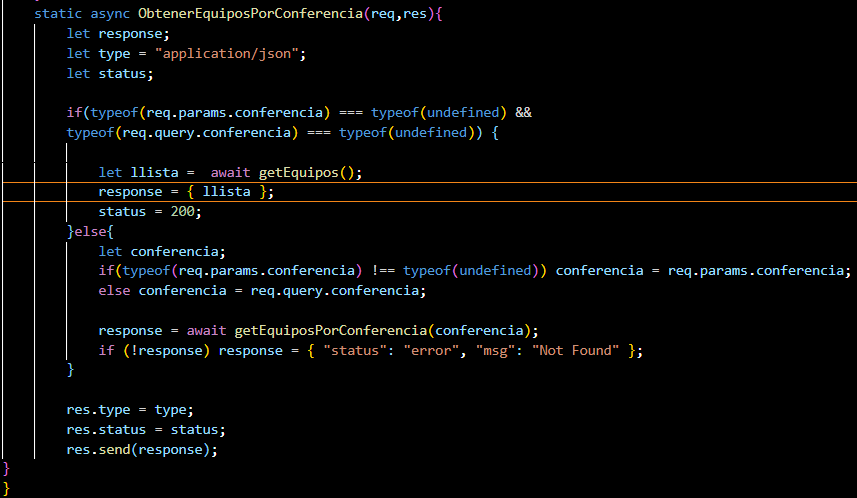 static async ObtenerEquiposPorConferencia(req,res){
let response;
let type = "application/json";
let status;
if(typeof(req.params.conferencia) === typeof(undefined) &&
typeof(req.query.conferencia) === typeof(undefined)) {
let llista =  await getEquipos();
response = { llista };
status = 200;
}else{
let conferencia;
if(typeof(req.params.conferencia) !== typeof(undefined)) conferencia = req.params.conferencia;
else conferencia = req.query.conferencia;
response = await getEquiposPorConferencia(conferencia);
if (!response) response = { "status": "error", "msg": "Not Found" };
}
res.type = type;
res.status = status;
res.send(response);
}
}